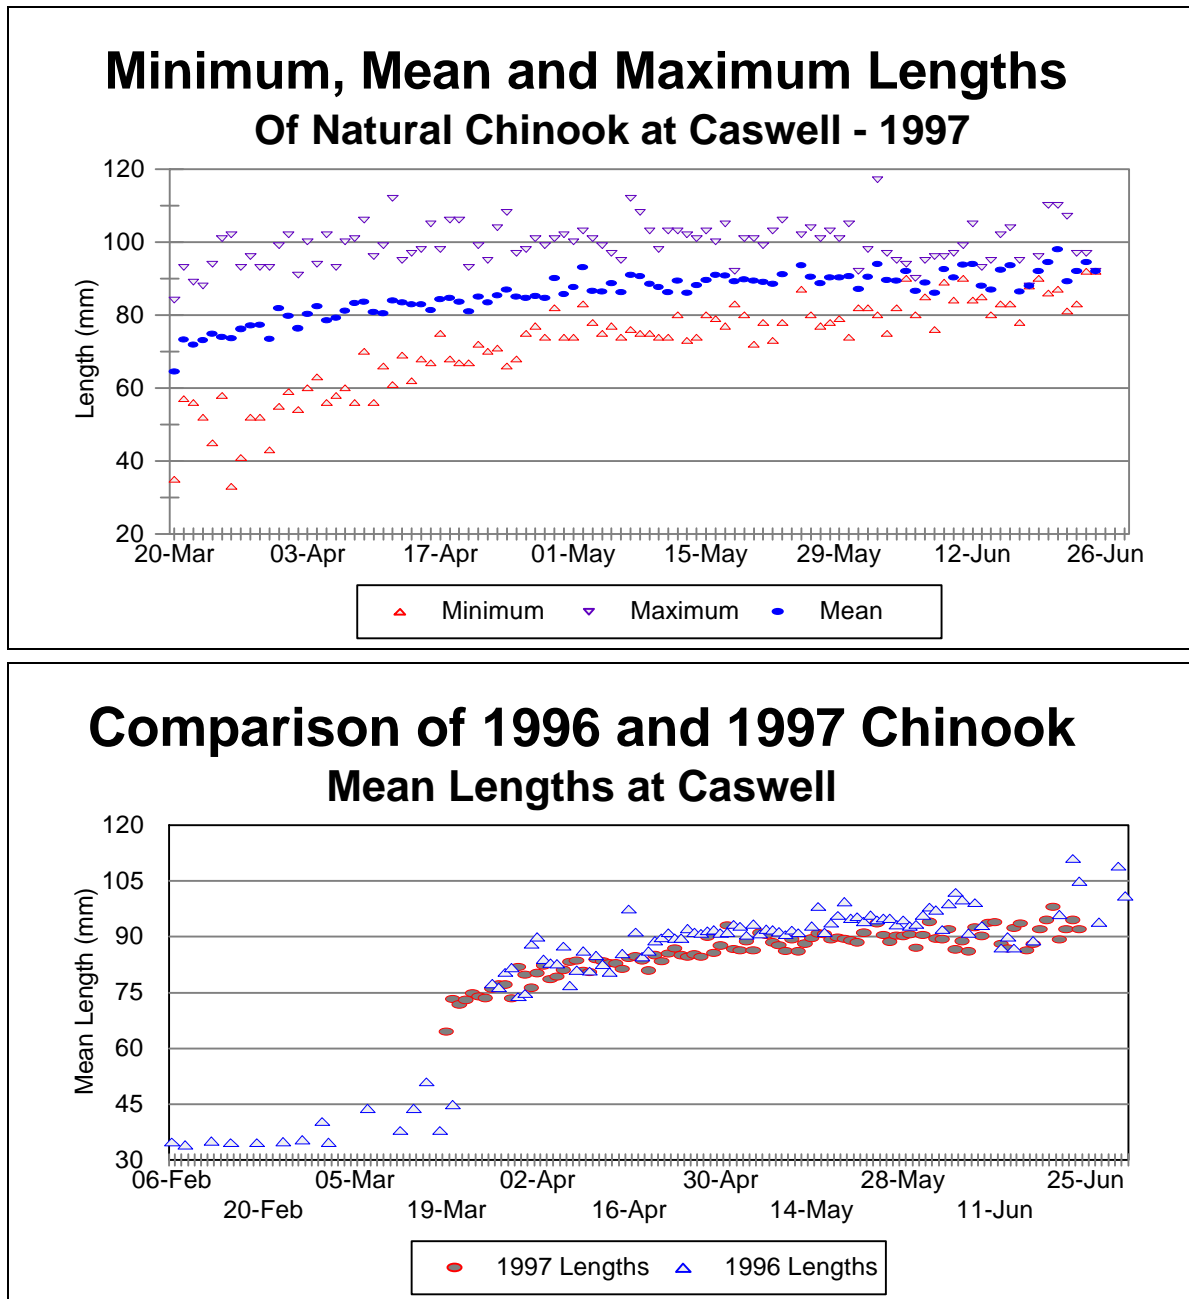 Minimum, Mean and Maximum Lengths
Of Natural Chinook at Caswell - 1997
120
100
80
60
40
20
Length (mm)
20-Mar 03-Apr 17-Apr 01-May 15-May 29-May 12-Jun 26-Jun
Minimum Maximum Mean
Comparison of 1996 and 1997 Chinook
Mean Lengths at Caswell
120
105
90
75
60
45
30
Mean Length (mm)
06-Feb 05-Mar 02-Apr 30-Apr 28-May 25-Jun
20-Feb 19-Mar 16-Apr 14-May 11-Jun
1997 Lengths 1996 Lengths